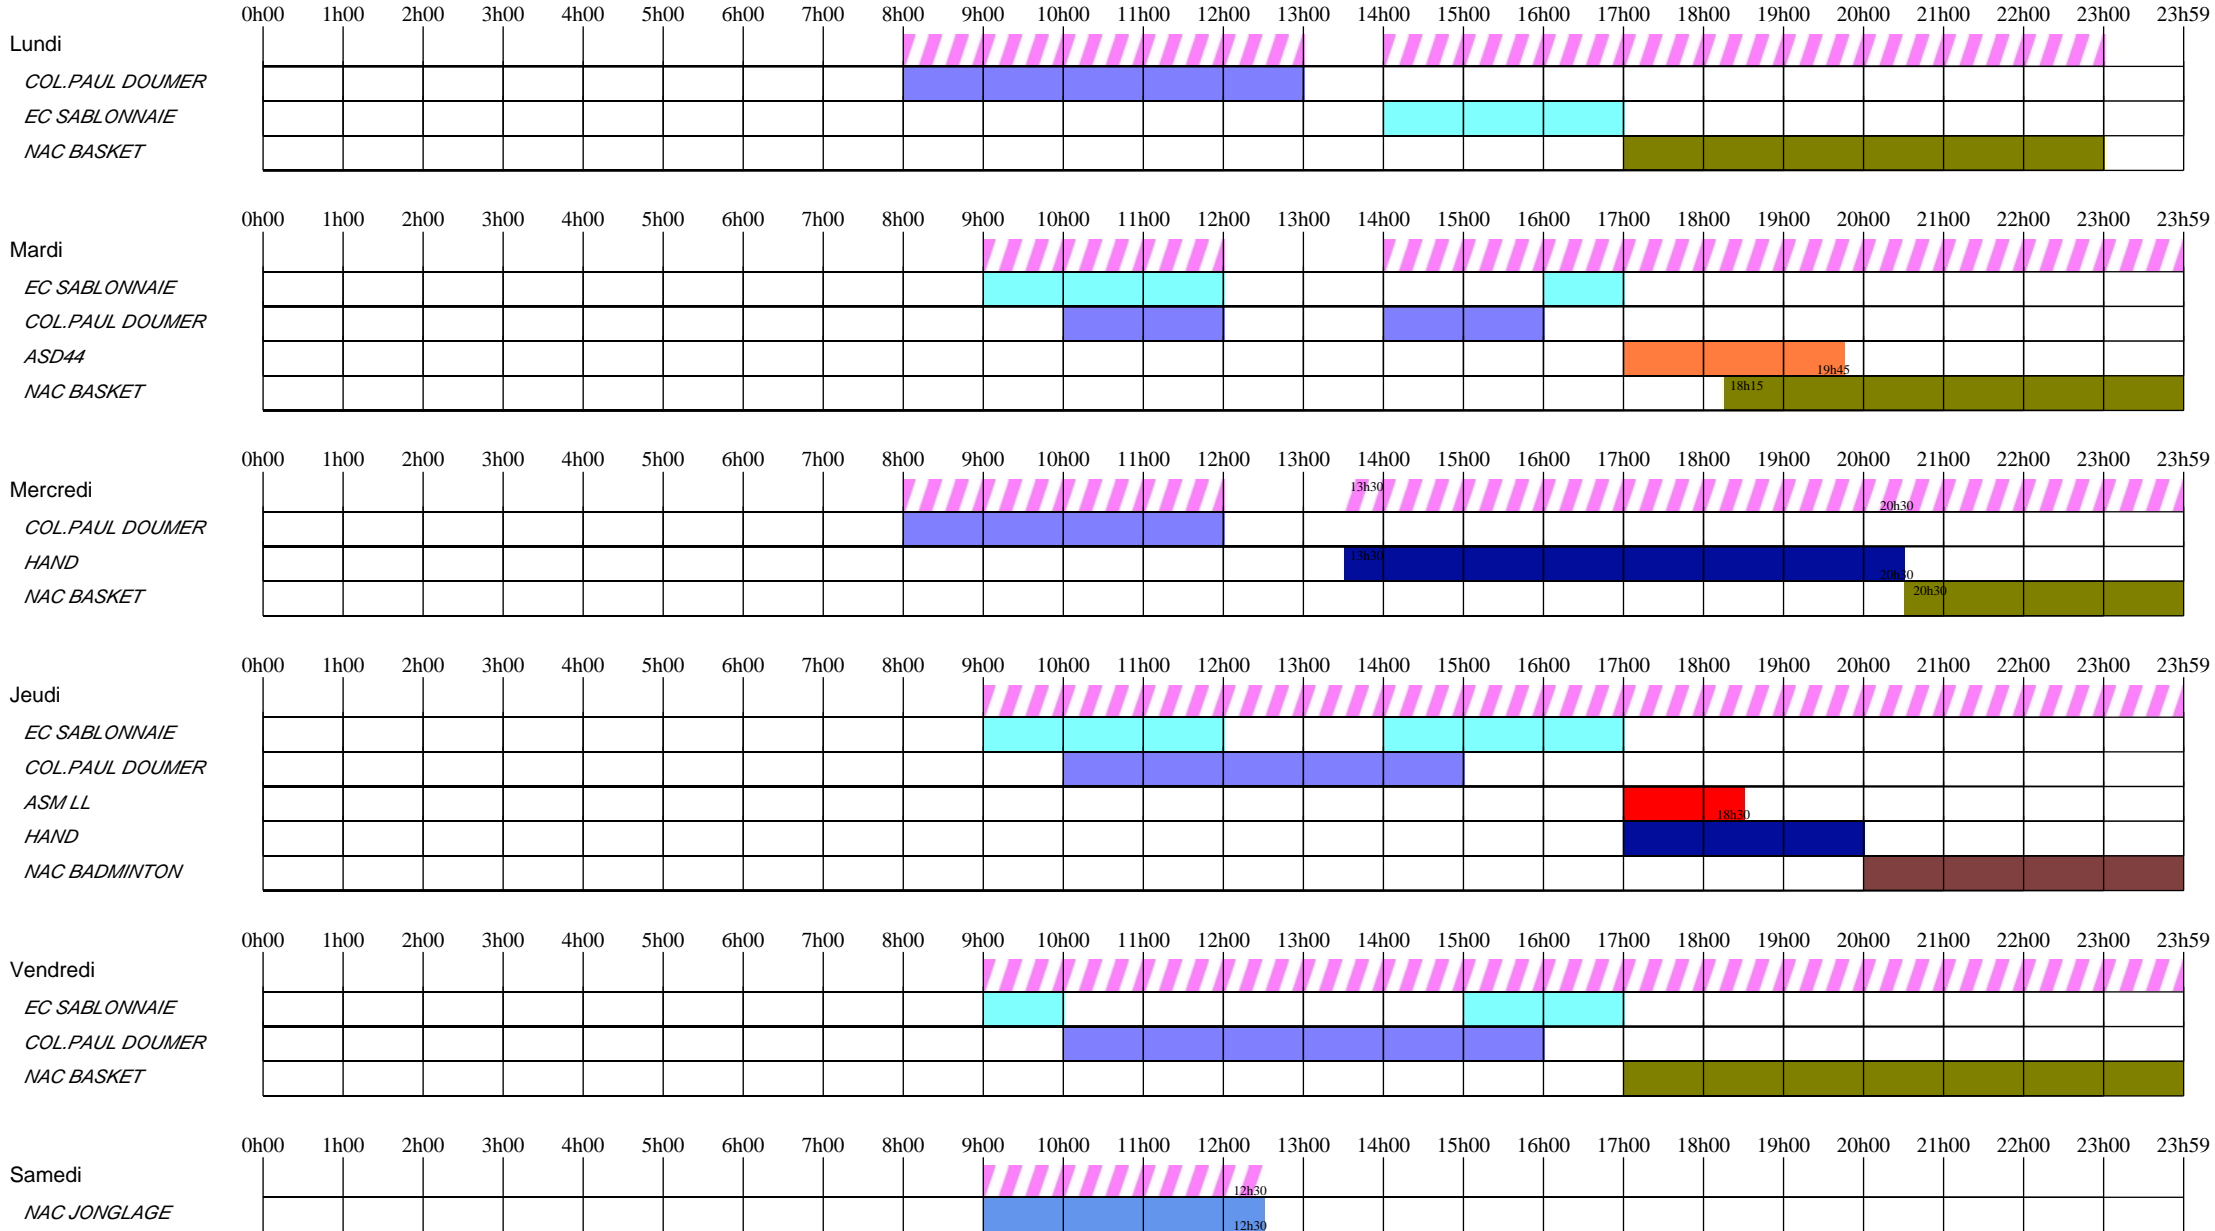 0h00 1h00 2h00 3h00 4h00 5h00 6h00 7h00 8h00 9h00 10h00 11h00 12h00 13h00 14h00 15h00 16h00 17h00 18h00 19h00 20h00 21h00 22h00 23h00 23h59
Lundi
COL.PAUL DOUMER
EC SABLONNAIE
NAC BASKET
0h00 1h00 2h00 3h00 4h00 5h00 6h00 7h00 8h00 9h00 10h00 11h00 12h00 13h00 14h00 15h00 16h00 17h00 18h00 19h00 20h00 21h00 22h00 23h00 23h59
Mardi
EC SABLONNAIE
COL.PAUL DOUMER
ASD44 19h45
NAC BASKET 18h15
0h00 1h00 2h00 3h00 4h00 5h00 6h00 7h00 8h00 9h00 10h00 11h00 12h00 13h00 14h00 15h00 16h00 17h00 18h00 19h00 20h00 21h00 22h00 23h00 23h59
Mercredi 13h30 20h30
COL.PAUL DOUMER
HAND 13h30 20h30
NAC BASKET 20h30
0h00 1h00 2h00 3h00 4h00 5h00 6h00 7h00 8h00 9h00 10h00 11h00 12h00 13h00 14h00 15h00 16h00 17h00 18h00 19h00 20h00 21h00 22h00 23h00 23h59
Jeudi
EC SABLONNAIE
COL.PAUL DOUMER
ASM LL 18h30
HAND
NAC BADMINTON
0h00 1h00 2h00 3h00 4h00 5h00 6h00 7h00 8h00 9h00 10h00 11h00 12h00 13h00 14h00 15h00 16h00 17h00 18h00 19h00 20h00 21h00 22h00 23h00 23h59
Vendredi
EC SABLONNAIE
COL.PAUL DOUMER
NAC BASKET
0h00 1h00 2h00 3h00 4h00 5h00 6h00 7h00 8h00 9h00 10h00 11h00 12h00 13h00 14h00 15h00 16h00 17h00 18h00 19h00 20h00 21h00 22h00 23h00 23h59
Samedi 12h30
NAC JONGLAGE 12h30